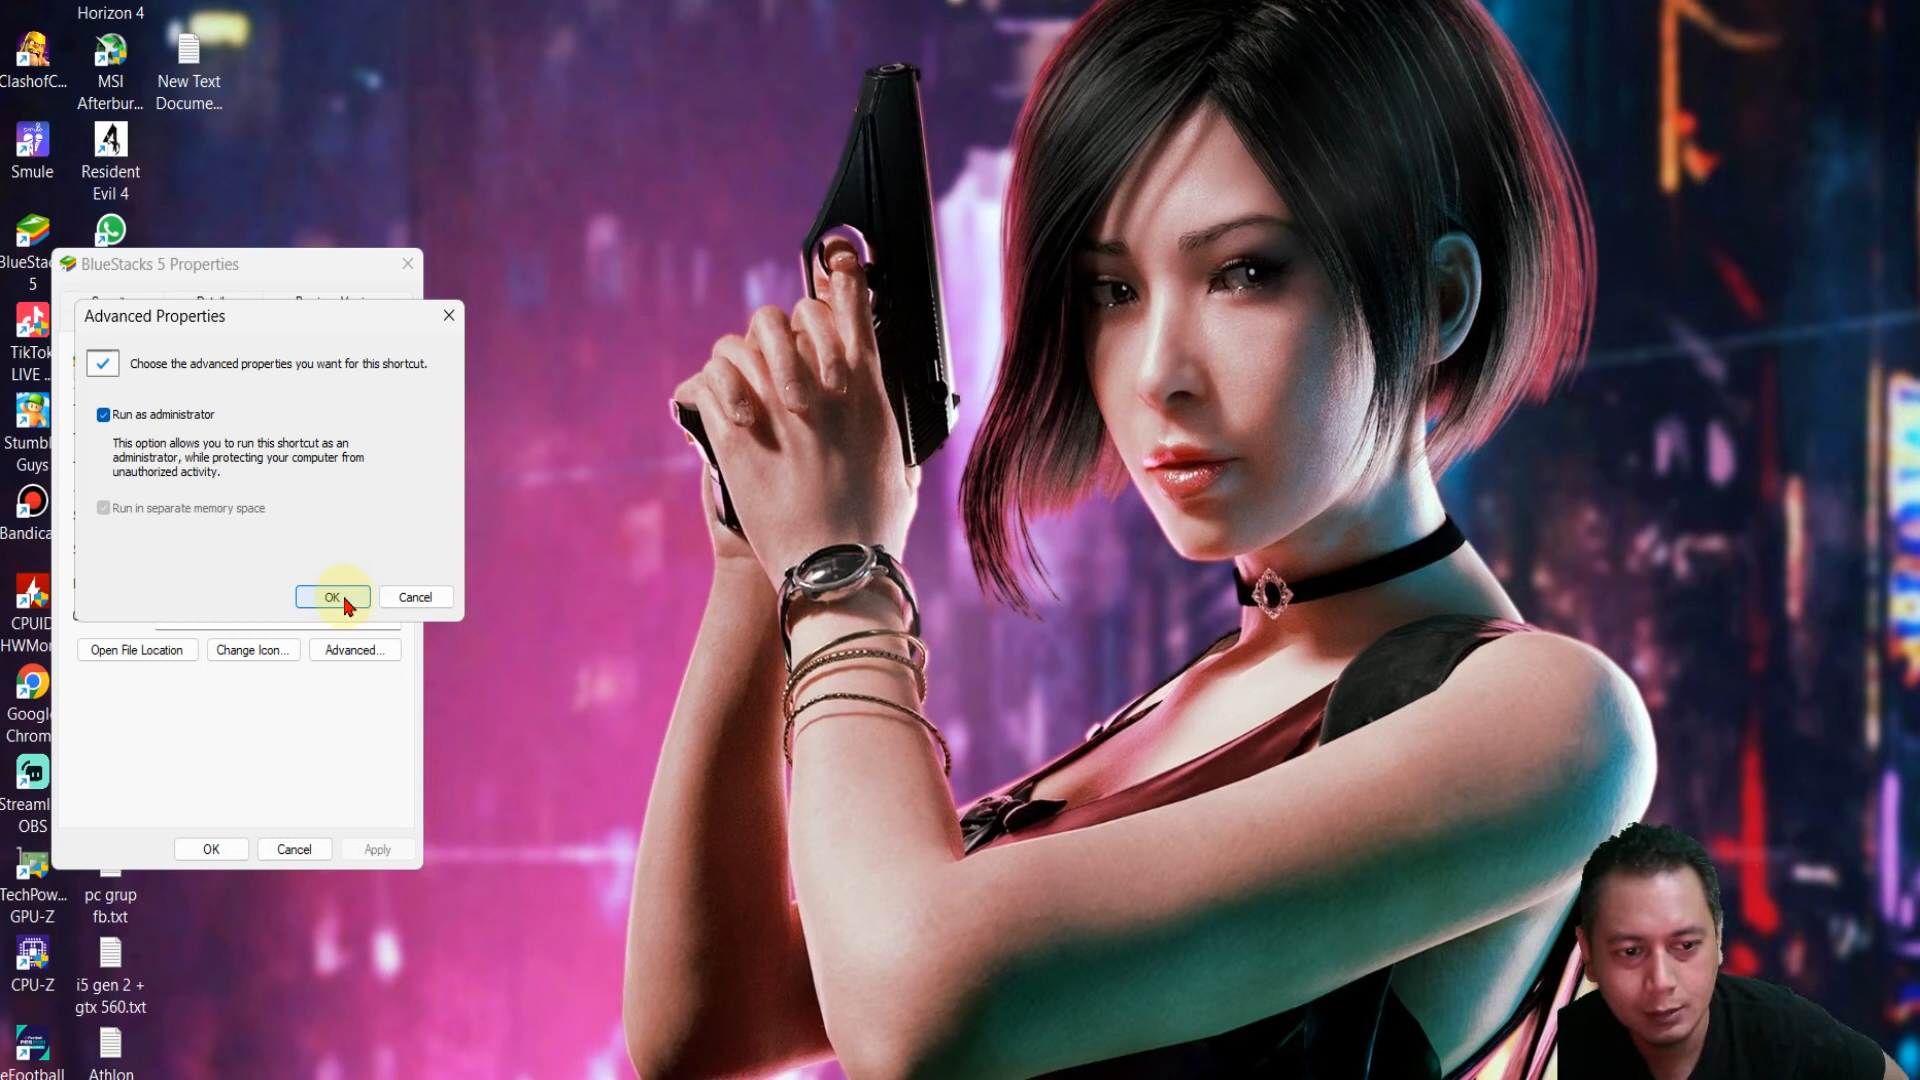 Horizon 4
ClashofC...
MSI
Afterbur...
New Text
Docume...
Smule
Resident
Evil 4
BlueStac
5
BlueStacks 5 Properties
Advanced Properties
Choose the advanced properties you want for this shortcut.
Run as administrator
This option allows you to run this shortcut as an
administrator, while protecting your computer from
unauthorized activity.
Run in separate memory space
OK
Cancel
Open File Location
Change Icon...
Advanced...
OK
Cancel
Apply
TikTok
LIVE ...
Stumbl
Guys
Bandica
CPUID
HWMon
Googl
Chrom
Streaml
OBS
TechPow...
GPU-Z
pc grup
fb.txt
CPU-Z
i5 gen 2 +
gtx 560.txt
eFootball
Athlon